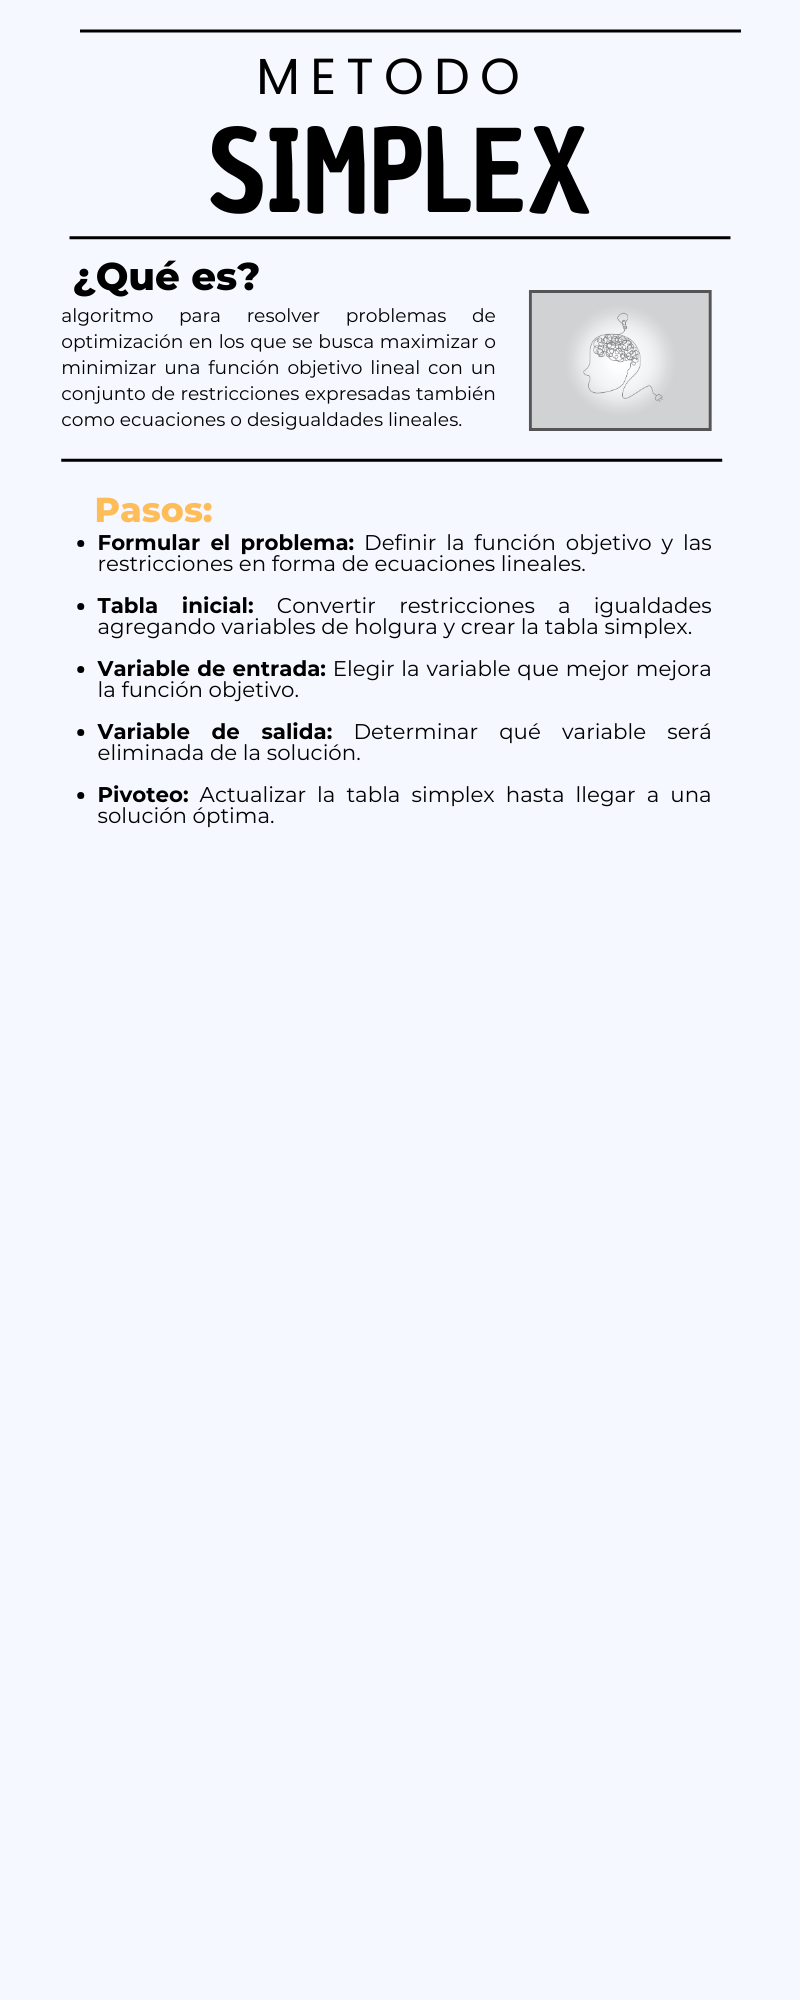 METODO
SIMPLEX
¿Qué es?
algoritmo para resolver problemas de
optimización en los que se busca maximizar o
minimizar una función objetivo lineal con un
conjunto de restricciones expresadas también
como ecuaciones o desigualdades lineales.
Pasos:
• Formular el problema: Definir la función objetivo y las
restricciones en forma de ecuaciones lineales.
• Tabla inicial: Convertir restricciones a igualdades
agregando variables de holgura y crear la tabla simplex.
• Variable de entrada: Elegir la variable que mejor mejora
la función objetivo.
• Variable de salida: Determinar qué variable será
eliminada de la solución.
• Pivoteo: Actualizar la tabla simplex hasta llegar a una
solución óptima.